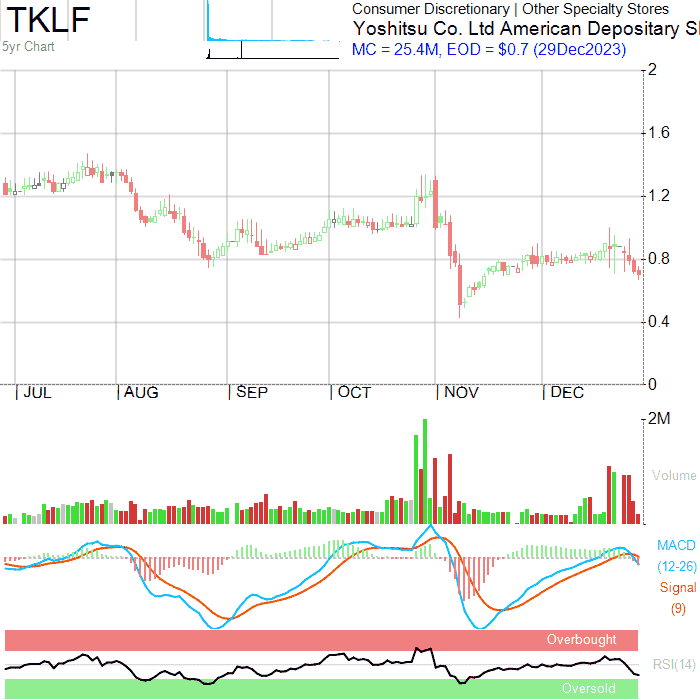 TKLF
5yr Chart
Consumer Discretionary | Other Specialty Stores
Yoshitsu Co. Ltd American Depositary S
MC = 25.4M, EOD = $0.7 (29Dec2023)
2
1.6
1.2
0.8
0.4
0
| JUL | AUG | SEP | OCT | NOV | DEC
2M
Volume
MACD
(12-26)
Signal
(9)
Overbought
RSI(14)
Oversold